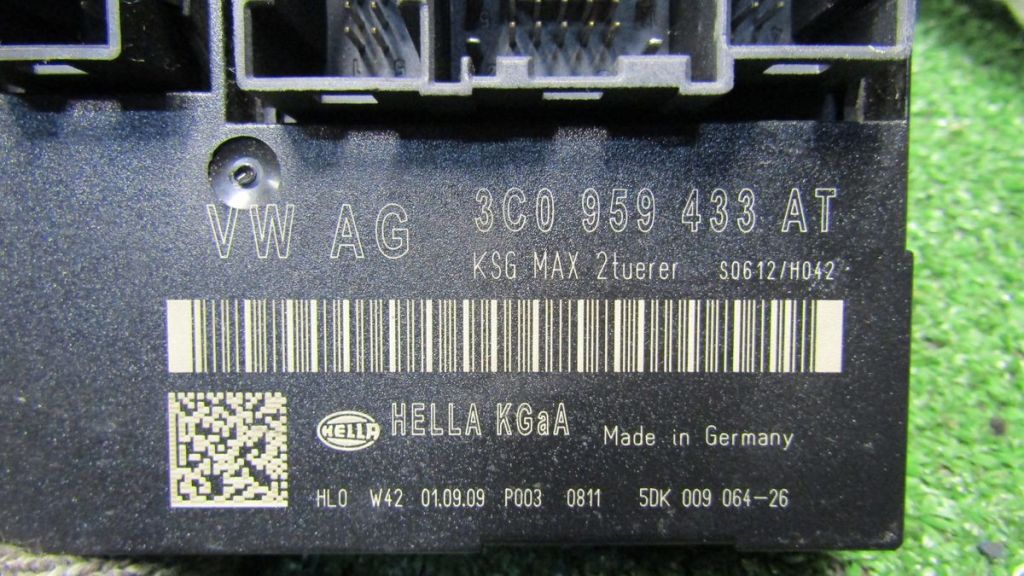 VW AG 3C0 959 433 AT
KSG MAX 2tuerer S0612/H042
HELLA HELLA KGaA Made in Germany
HL0 W42 01.09.09 P003 0811 5DK 009 064-26